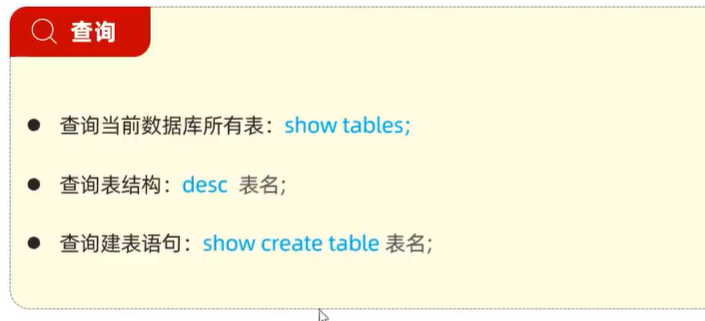 查询
● 查询当前数据库所有表：show tables;
● 查询表结构：desc 表名;
● 查询建表语句：show create table 表名;